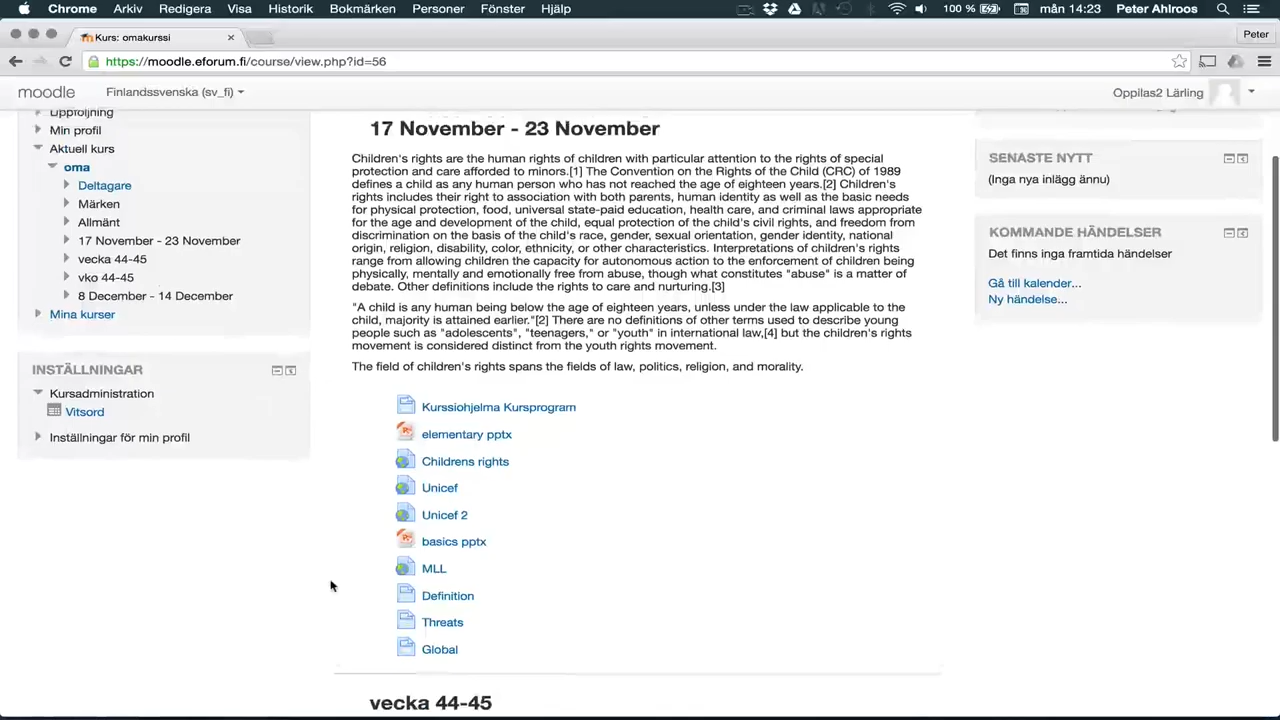 Chrome Arkiv Redigera Visa Historik Bokmärken Personer Fönster Hjälp 100 % mån 14:23 Peter Ahlroos
Kurs: omakurssi
Peter
https://moodle.eforum.fi/course/view.php?id=56
moodle Finlandssvenska (sv_fi) Oppilas2 Lärling
Uppföljning
Min profil
Aktuell kurs
oma
Deltagare
Märken
Allmänt
17 November - 23 November
vecka 44-45
vko 44-45
8 December - 14 December
Mina kurser
INSTÄLLNINGAR
Kursadministration
Vitsord
Inställningar för min profil
17 November - 23 November
Children's rights are the human rights of children with particular attention to the rights of special
protection and care afforded to minors.[1] The Convention on the Rights of the Child (CRC) of 1989
defines a child as any human person who has not reached the age of eighteen years.[2] Children's
rights includes their right to association with both parents, human identity as well as the basic needs
for physical protection, food, universal state-paid education, health care, and criminal laws appropriate
for the age and development of the child, equal protection of the child's civil rights, and freedom from
discrimination on the basis of the child's race, gender, sexual orientation, gender identity, national
origin, religion, disability, color, ethnicity, or other characteristics. Interpretations of children's rights
range from allowing children the capacity for autonomous action to the enforcement of children being
physically, mentally and emotionally free from abuse, though what constitutes "abuse" is a matter of
debate. Other definitions include the rights to care and nurturing.[3]
"A child is any human being below the age of eighteen years, unless under the law applicable to the
child, majority is attained earlier."[2] There are no definitions of other terms used to describe young
people such as "adolescents", "teenagers," or "youth" in international law,[4] but the children's rights
movement is considered distinct from the youth rights movement.
The field of children's rights spans the fields of law, politics, religion, and morality.
Kurssiohjelma Kursprogram
elementary pptx
Childrens rights
Unicef
Unicef 2
basics pptx
MLL
Definition
Threats
Global
vecka 44-45
SENASTE NYTT
(Inga nya inlägg ännu)
KOMMANDE HÄNDELSER
Det finns inga framtida händelser
Gå till kalender...
Ny händelse...